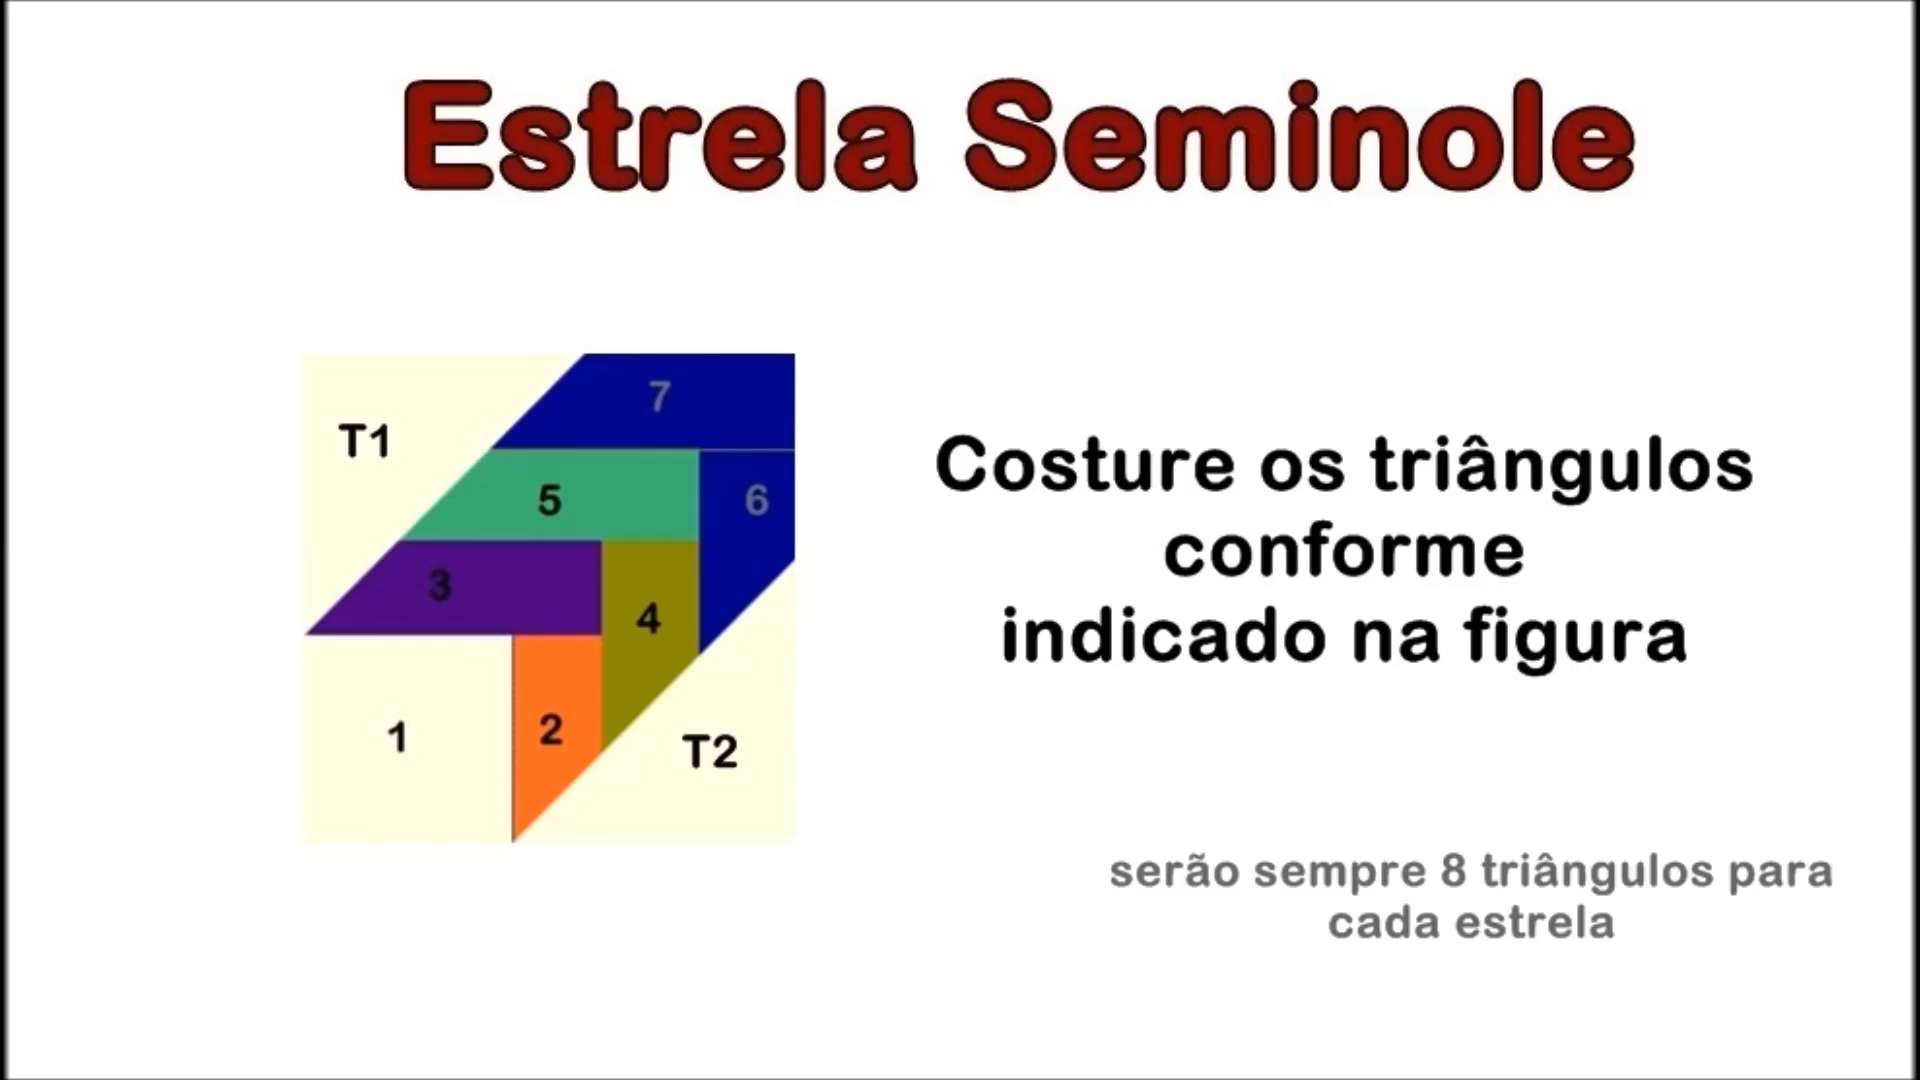 Estrela Seminole
7
T1
5
6
3
4
1
2
T2
Costure os triângulos
conforme
indicado na figura
serão sempre 8 triângulos para
cada estrela